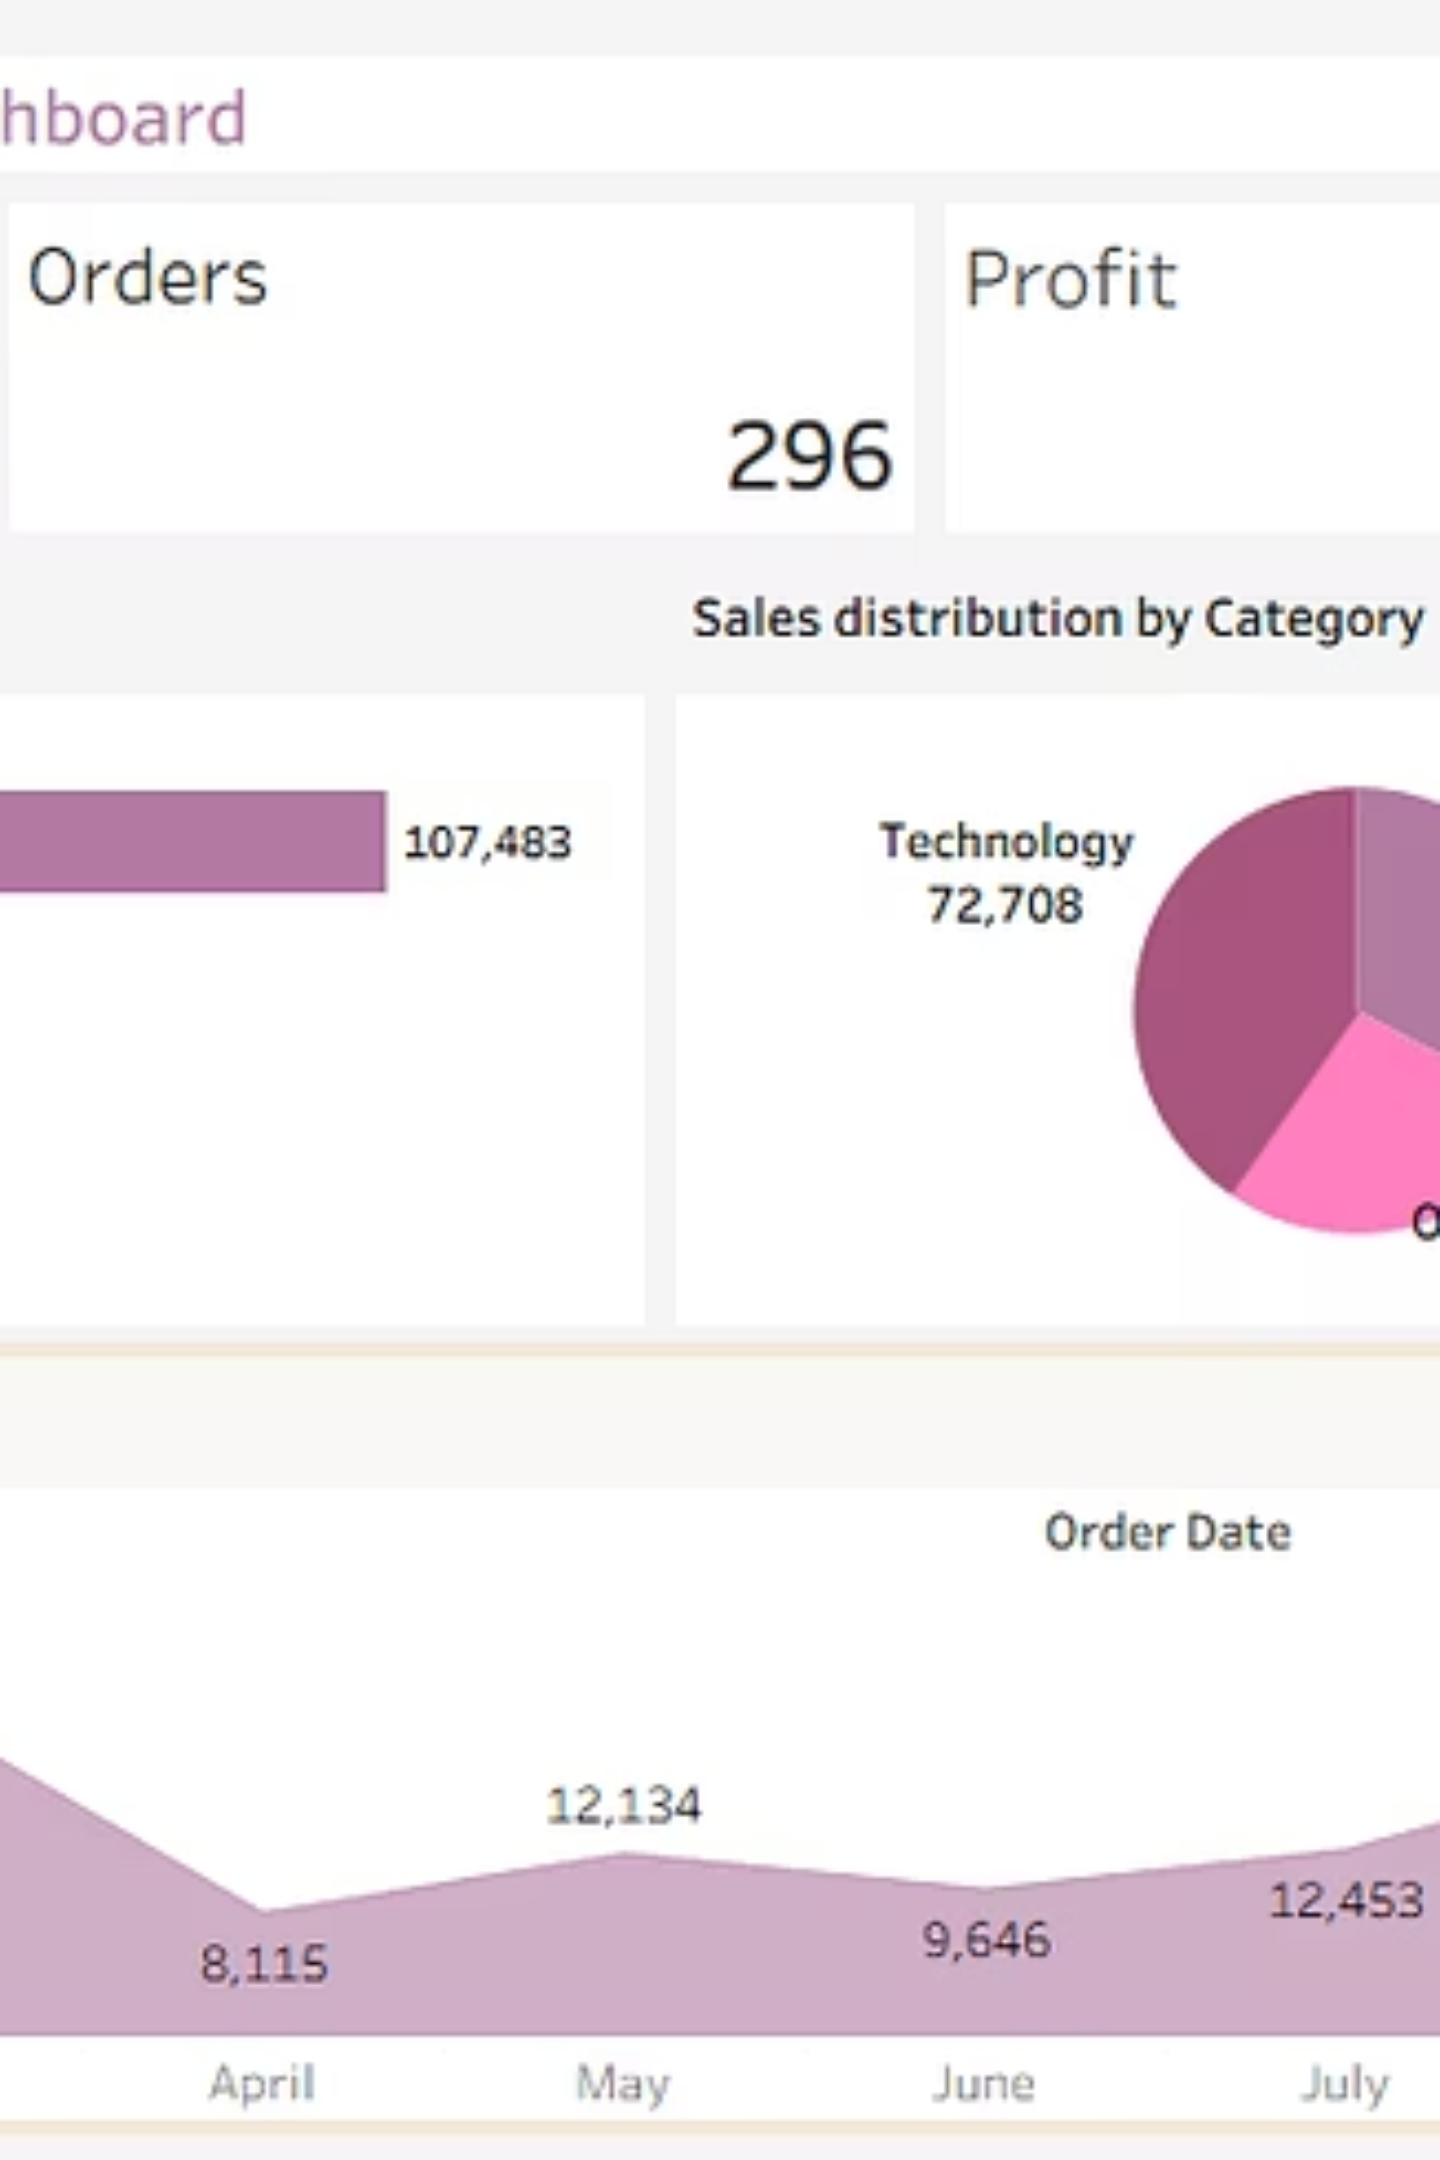 hboard
Orders
Profit
296
Sales distribution by Category
107,483
Technology
72,708
O
Order Date
12,134
12,453
9,646
8,115
April
May
June
July